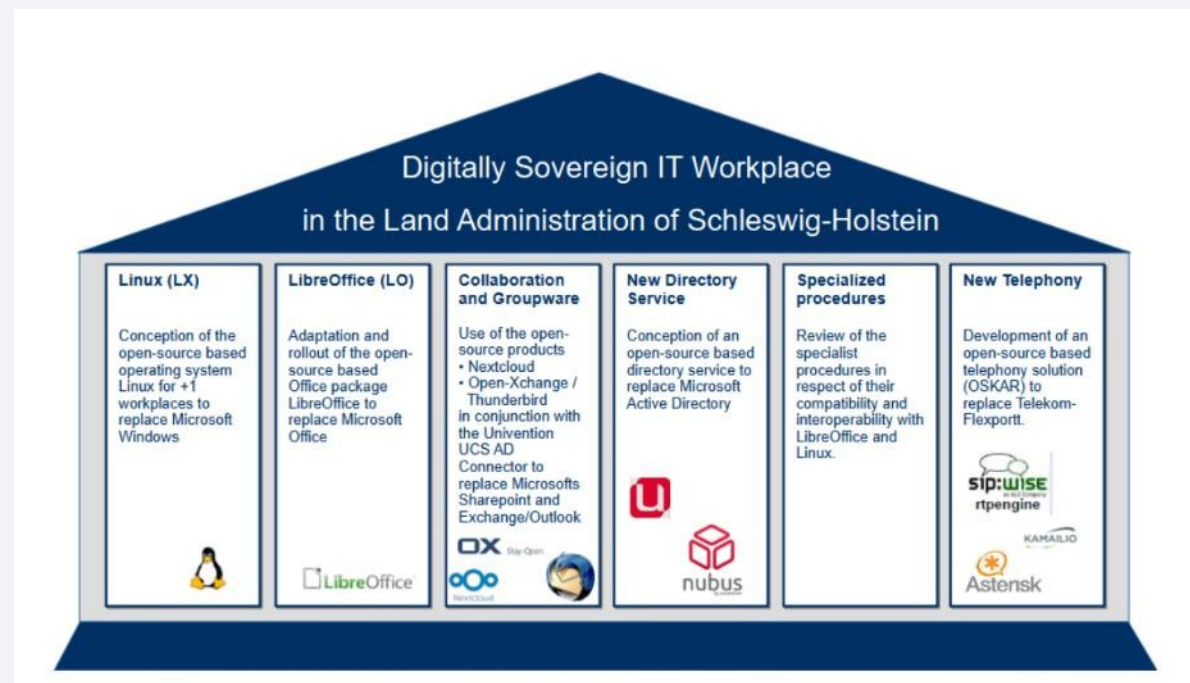 Digitally Sovereign IT Workplace
in the Land Administration of Schleswig-Holstein
Linux (LX)
Conception of the
open-source based
operating system
Linux for +1
workplaces to
replace Microsoft
Windows
LibreOffice (LO)
Adaptation and
rollout of the open-
source based
Office package
LibreOffice to
replace Microsoft
Office
LibreOffice
Collaboration
and Groupware
Use of the open-
source products
• Nextcloud
• Open-Xchange /
Thunderbird
in conjunction with
the Univention
UCS AD
Connector to
replace Microsofts
Sharepoint and
Exchange/Outlook
OX Stay Open.
Nextcloud
New Directory
Service
Conception of an
open-source based
directory service to
replace Microsoft
Active Directory
U
nubus
Specialized
procedures
Review of the
specialist
procedures in
respect of their
compatibility and
interoperability with
LibreOffice and
Linux.
New Telephony
Development of an
open-source based
telephony solution
(OSKAR) to
replace Telekom-
Flexportt.
sip:wise
rtpengine
KAMAILIO
Astensk